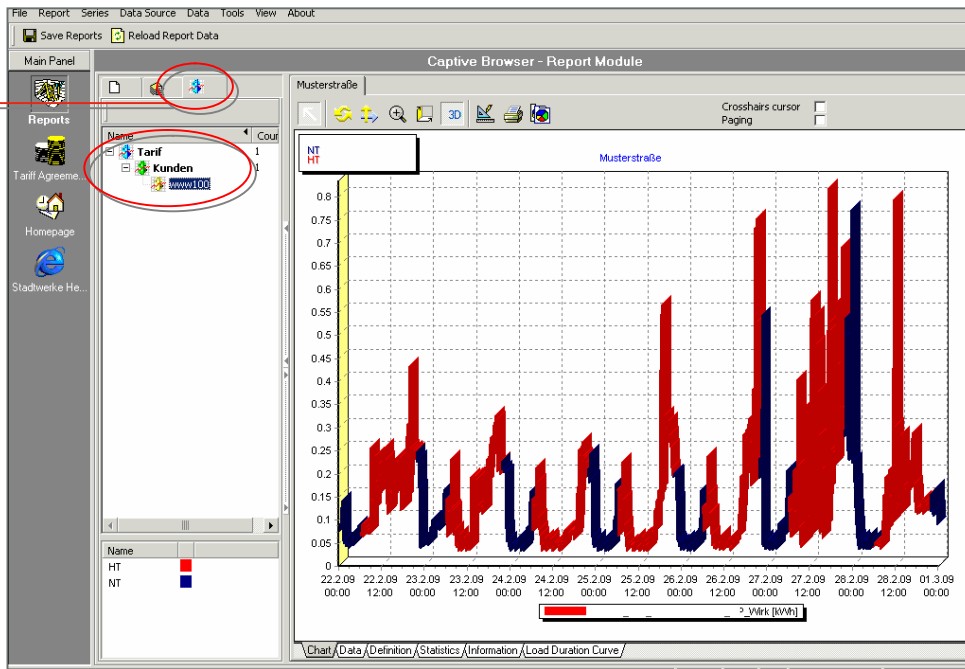 File Report Series Data Source Data Tools View About
Save Reports Reload Report Data
Main Panel
Captive Browser - Report Module
Reports
Tariff Agreeme...
Homepage
Stadtwerke He...
Name Cour
Tarif 1
Kunden 1
www100
Name
HT
NT
Musterstraße
3D
Crosshairs cursor
Paging
NT
HT
Musterstraße
0.8
0.75
0.7
0.65
0.6
0.55
0.5
0.45
0.4
0.35
0.3
0.25
0.2
0.15
0.1
0.05
0
22.2.09 22.2.09 23.2.09 23.2.09 24.2.09 24.2.09 25.2.09 25.2.09 26.2.09 26.2.09 27.2.09 27.2.09 28.2.09 28.2.09 01.3.09
00:00 12:00 00:00 12:00 00:00 12:00 00:00 12:00 00:00 12:00 00:00 12:00 00:00 12:00 00:00
_Wirk [kWh]
Chart Data Definition Statistics Information Load Duration Curve